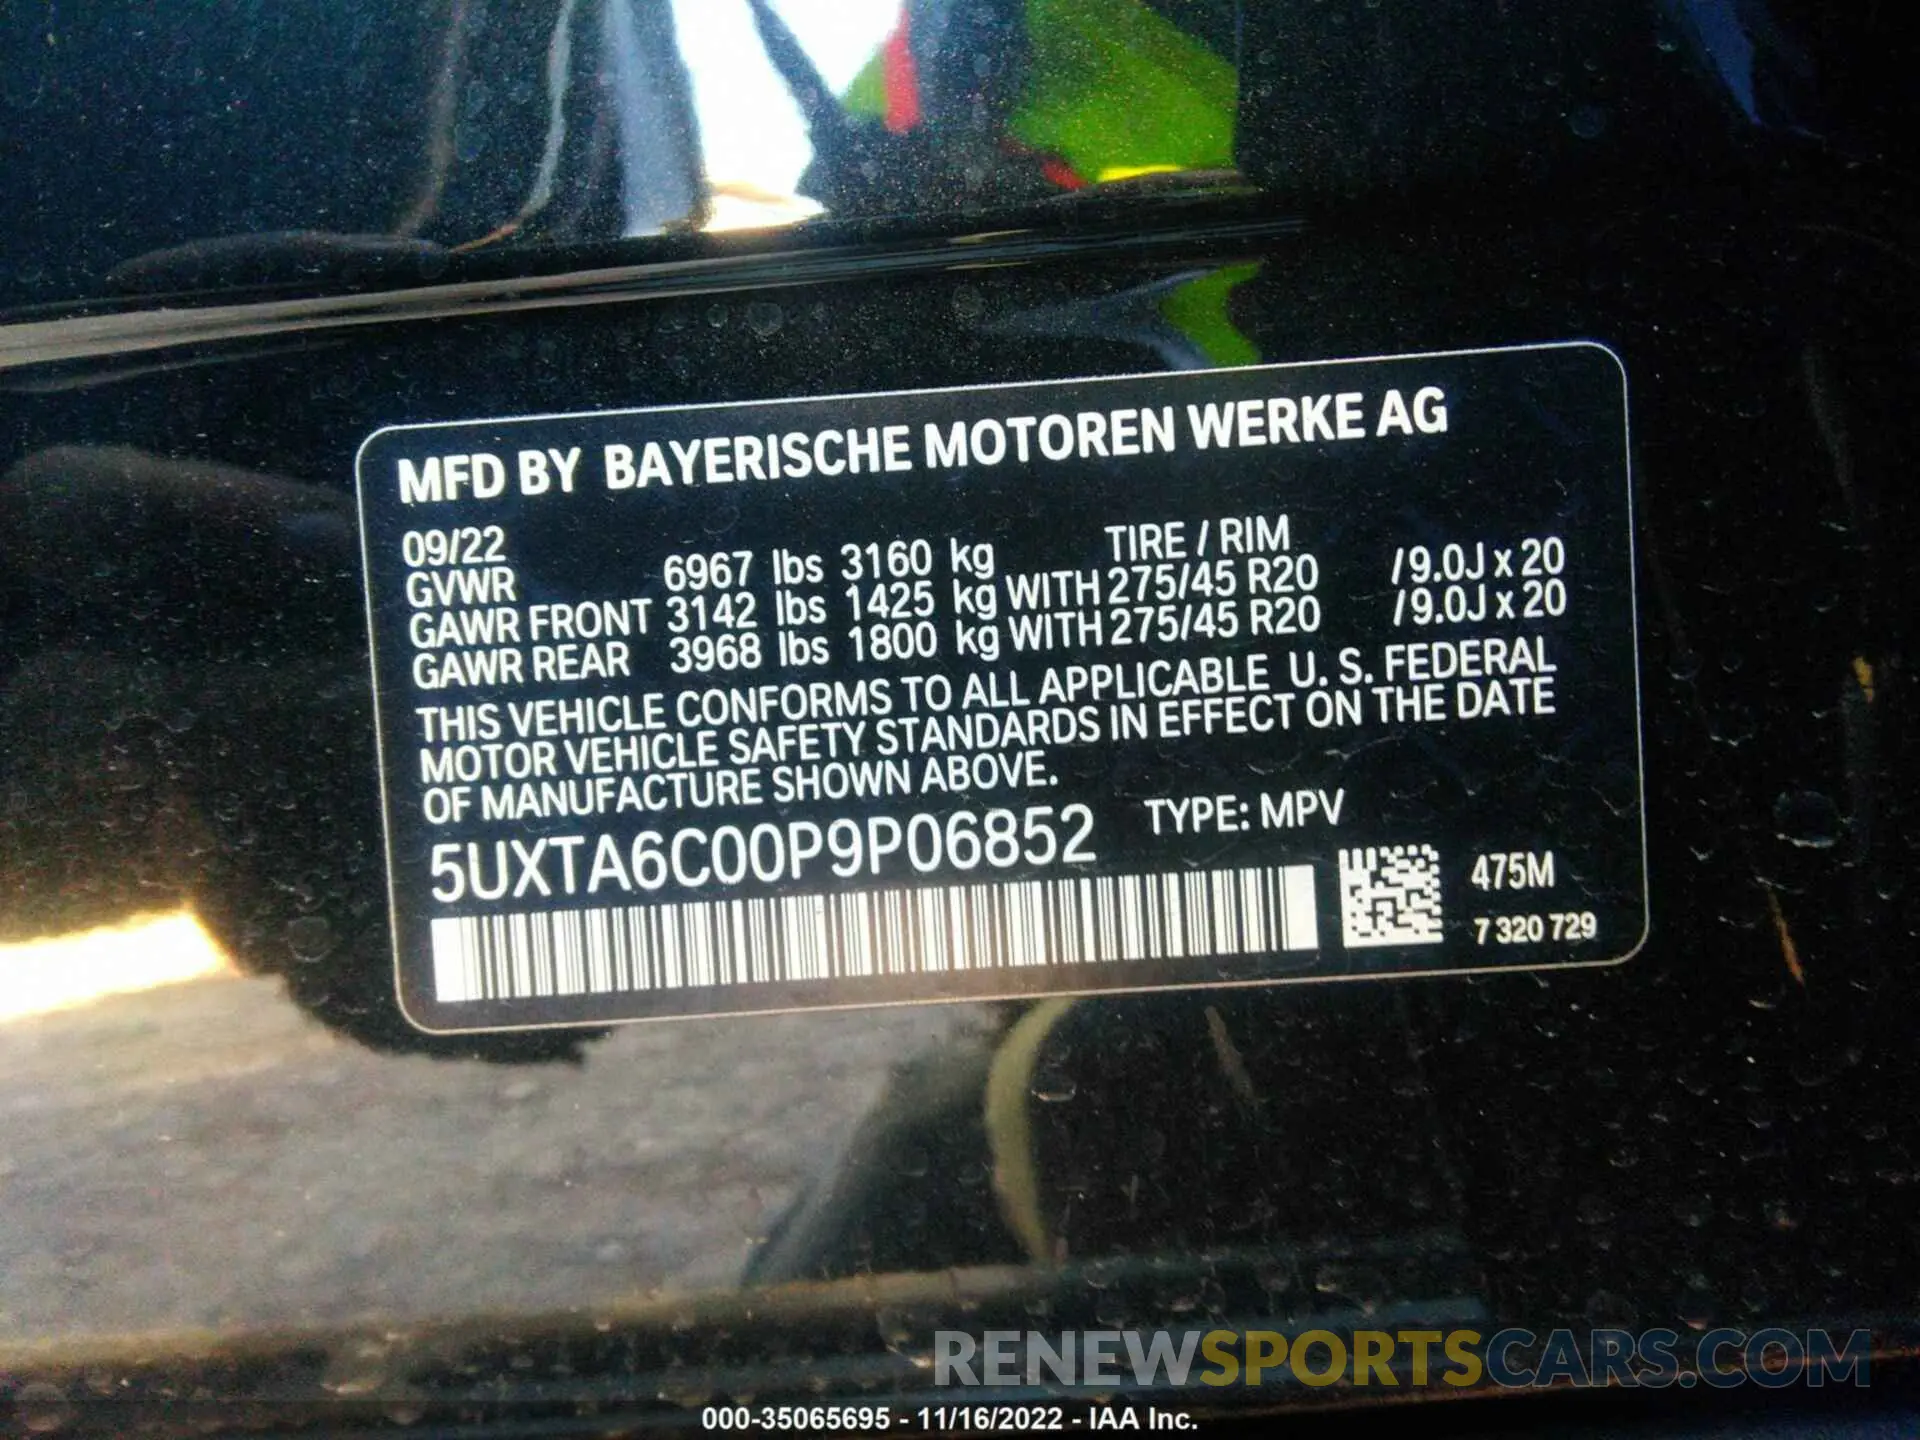 MFD BY BAYERISCHE MOTOREN WERKE AG
09/22 TIRE / RIM
GVWR 6967 lbs 3160 kg
GAWR FRONT 3142 lbs 1425 kg WITH 275/45 R20 / 9.0J x 20
GAWR REAR 3968 lbs 1800 kg WITH 275/45 R20 / 9.0J x 20
THIS VEHICLE CONFORMS TO ALL APPLICABLE U. S. FEDERAL
MOTOR VEHICLE SAFETY STANDARDS IN EFFECT ON THE DATE
OF MANUFACTURE SHOWN ABOVE.
5UXTA6C00P9P06852 TYPE: MPV
475M
7 320 729
RENEWSPORTSCARS.COM
000-35065695 - 11/16/2022 - IAA Inc.